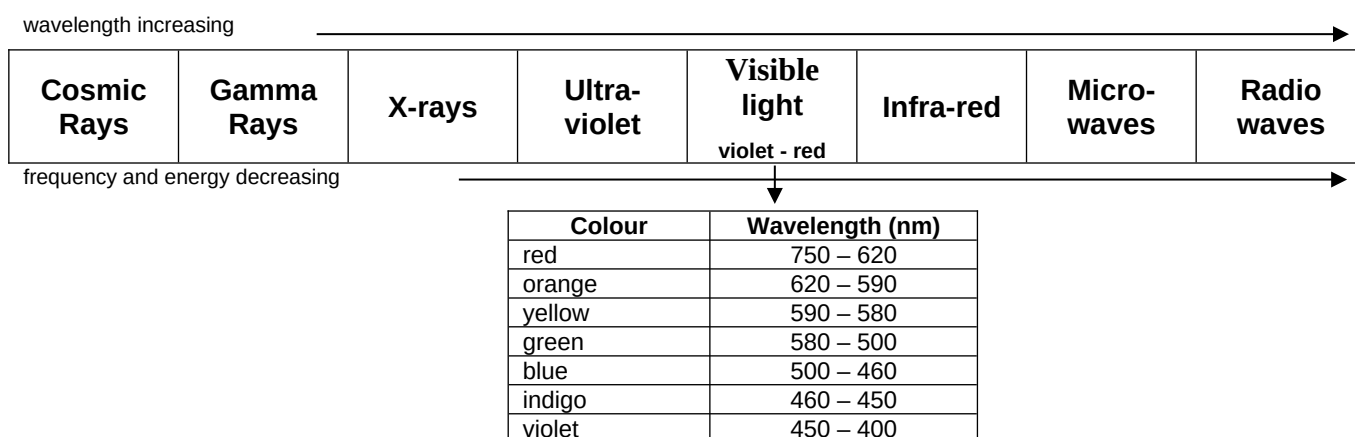 wavelength increasing
Cosmic Rays
Gamma Rays
X-rays
Ultra-violet
Visible light
violet - red
Infra-red
Micro-waves
Radio waves
frequency and energy decreasing
Colour Wavelength (nm)
red 750 – 620
orange 620 – 590
yellow 590 – 580
green 580 – 500
blue 500 – 460
indigo 460 – 450
violet 450 – 400